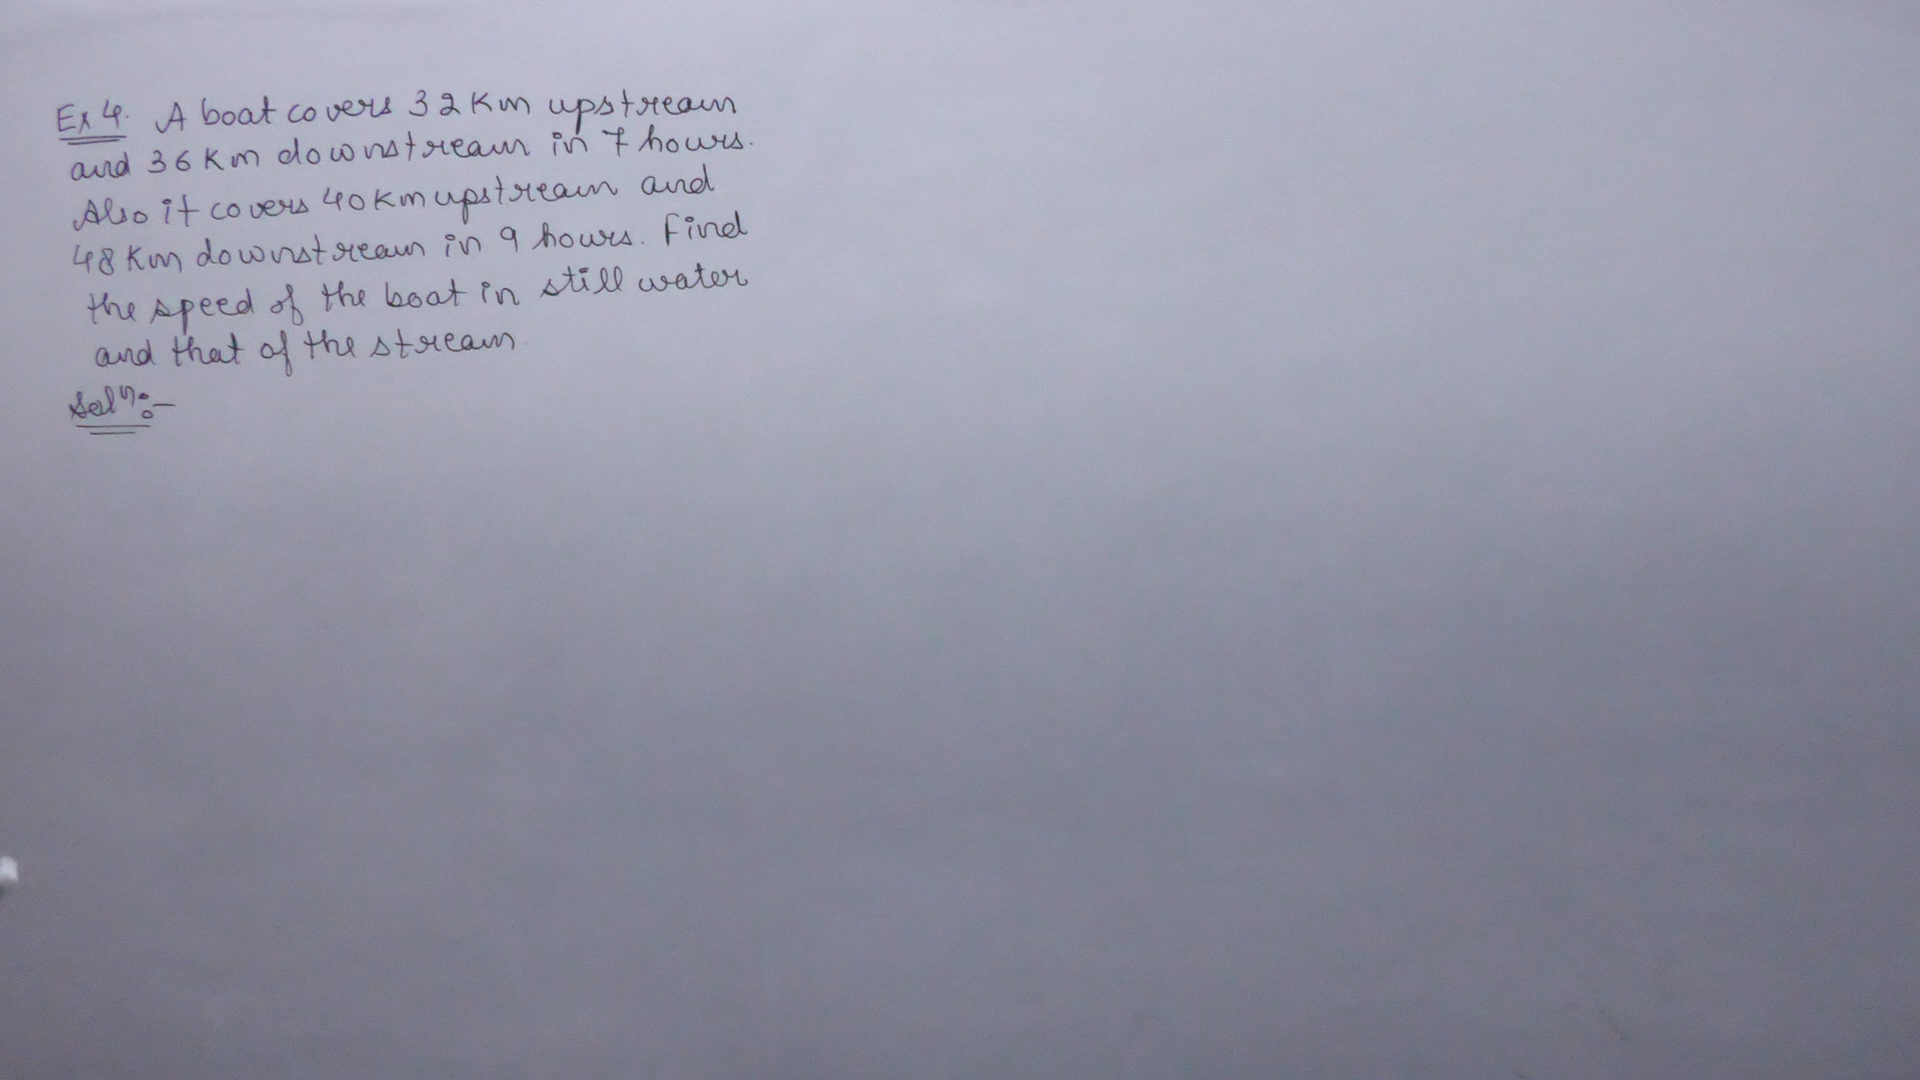 Ex 4. A boat covers 32 Km upstream
and 36 Km downstream in 7 hours.
Also it covers 40 Km upstream and
48 Km downstream in 9 hours. Find
the speed of the boat in still water
and that of the stream
Solⁿ:-